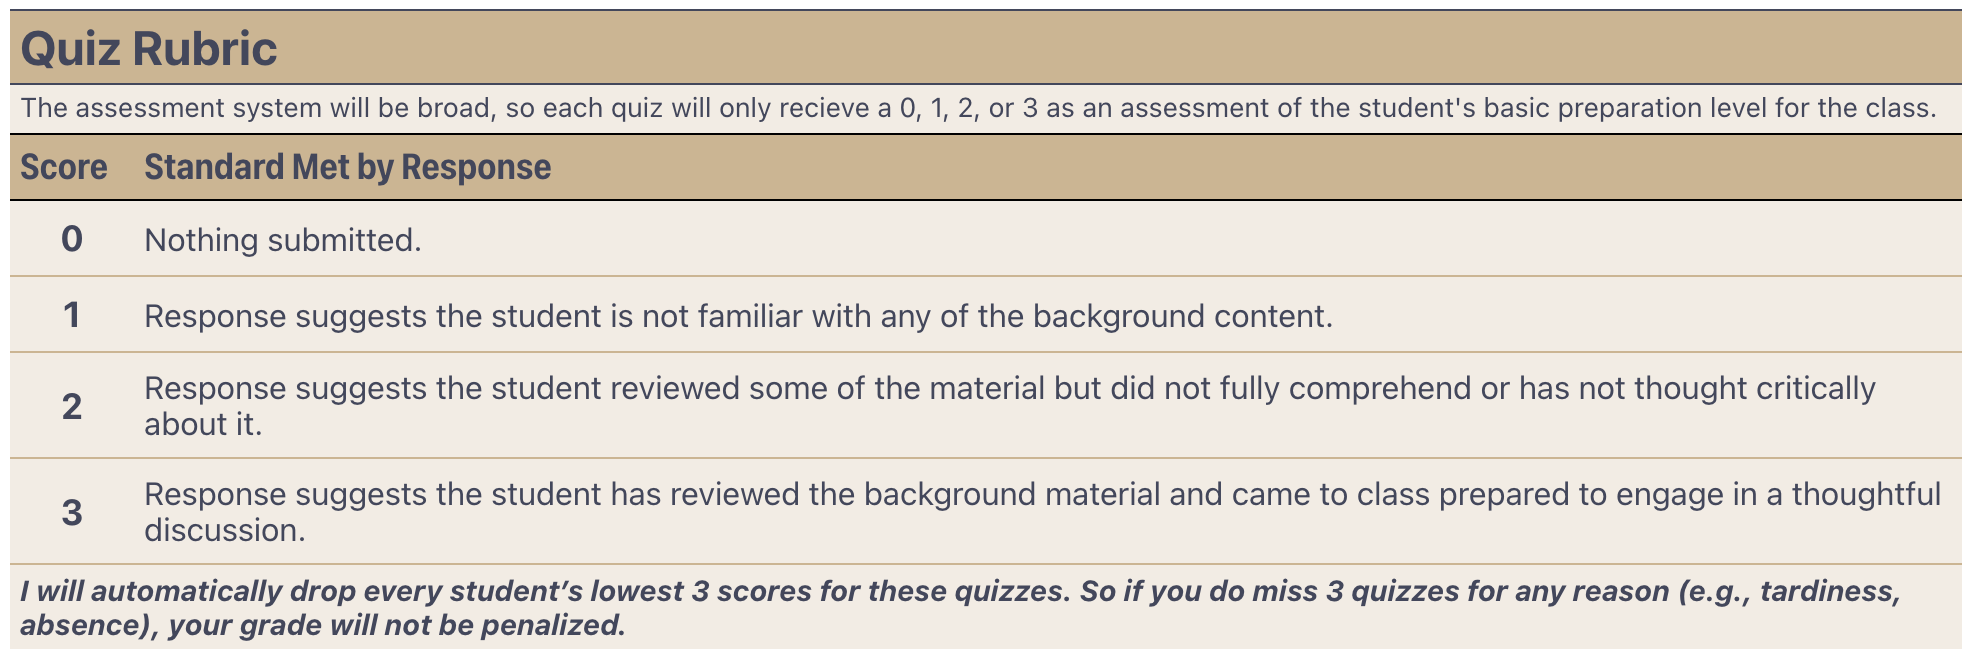 Quiz Rubric
The assessment system will be broad, so each quiz will only recieve a 0, 1, 2, or 3 as an assessment of the student's basic preparation level for the class.
Score Standard Met by Response
0 Nothing submitted.
1 Response suggests the student is not familiar with any of the background content.
2 Response suggests the student reviewed some of the material but did not fully comprehend or has not thought critically
about it.
3 Response suggests the student has reviewed the background material and came to class prepared to engage in a thoughtful
discussion.
I will automatically drop every student’s lowest 3 scores for these quizzes. So if you do miss 3 quizzes for any reason (e.g., tardiness,
absence), your grade will not be penalized.